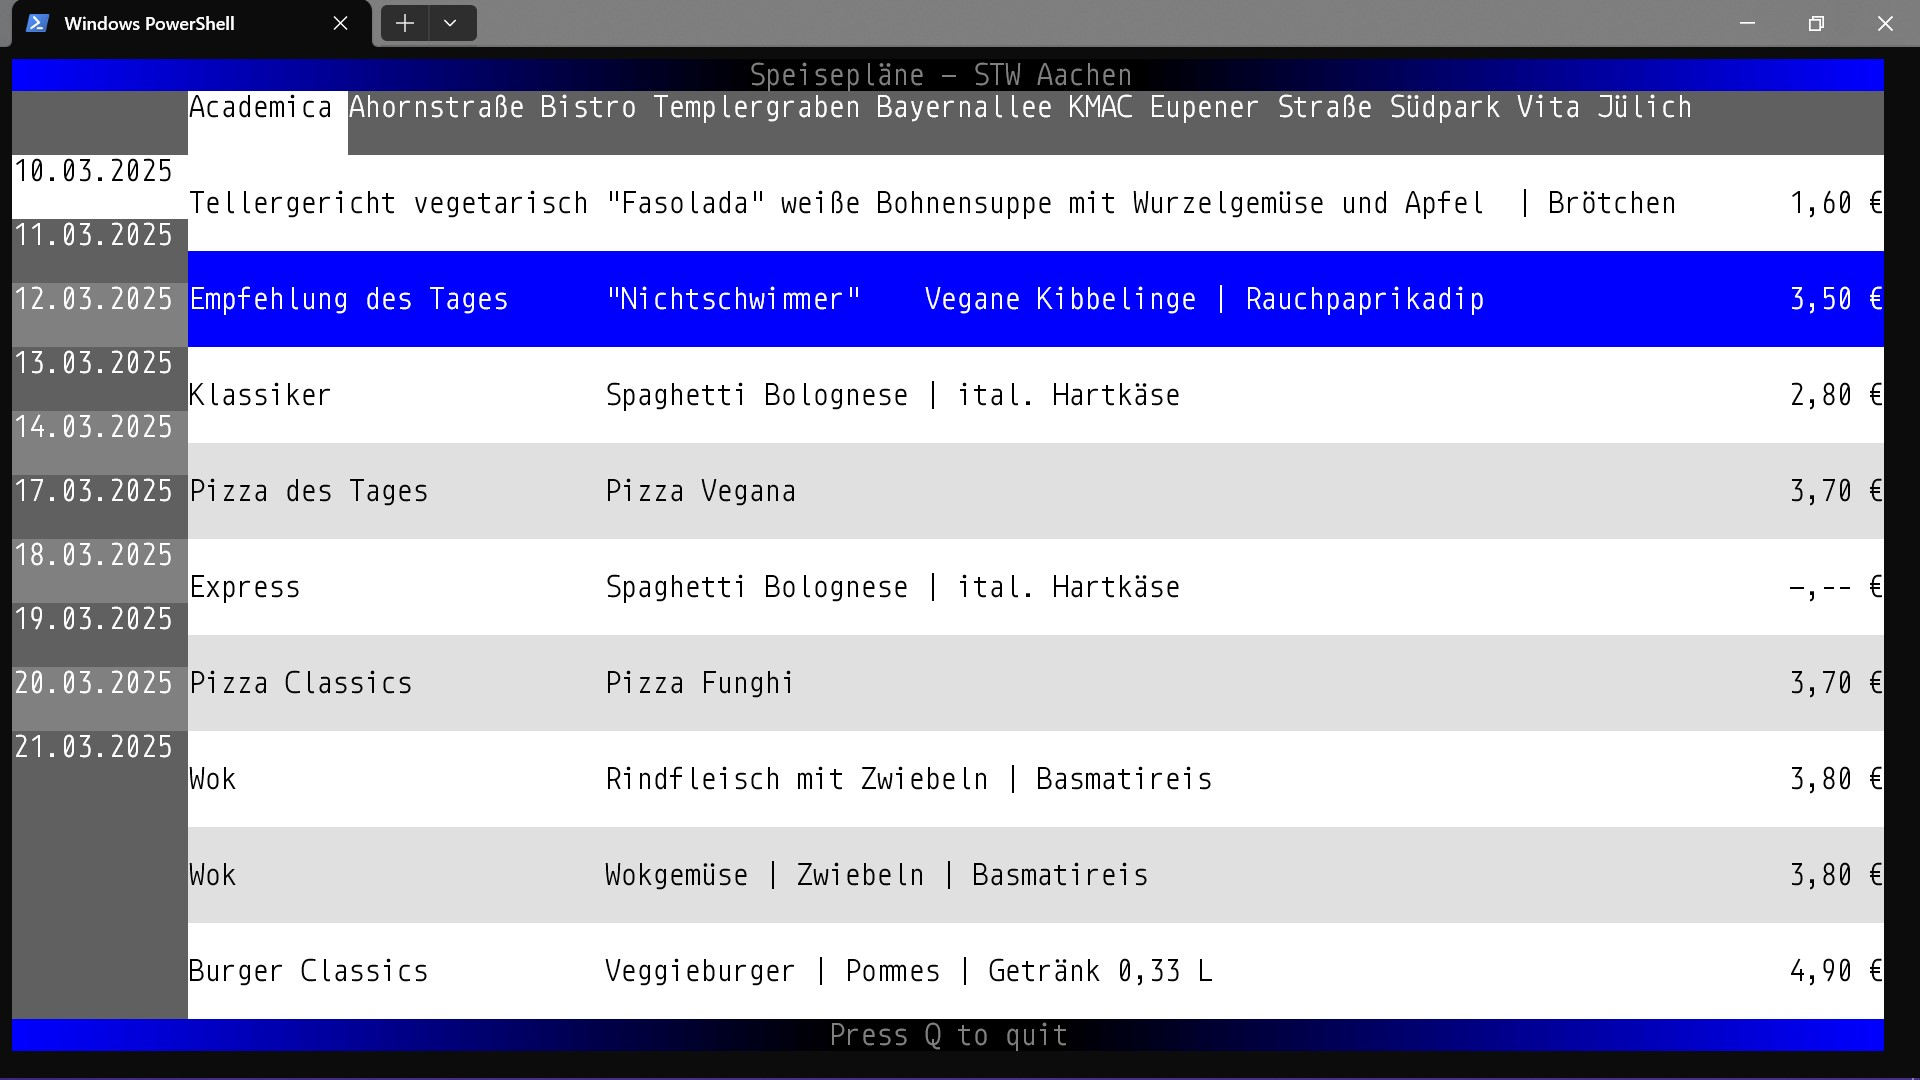 Windows PowerShell
Speisepläne – STW Aachen
Academica Ahornstraße Bistro Templergraben Bayernallee KMAC Eupener Straße Südpark Vita Jülich
10.03.2025
Tellergericht vegetarisch "Fasolada" weiße Bohnensuppe mit Wurzelgemüse und Apfel | Brötchen 1,60 €
11.03.2025
12.03.2025 Empfehlung des Tages "Nichtschwimmer" Vegane Kibbelinge | Rauchpaprikadip 3,50 €
13.03.2025
Klassiker Spaghetti Bolognese | ital. Hartkäse 2,80 €
14.03.2025
17.03.2025 Pizza des Tages Pizza Vegana 3,70 €
18.03.2025
Express Spaghetti Bolognese | ital. Hartkäse –,-- €
19.03.2025
20.03.2025 Pizza Classics Pizza Funghi 3,70 €
21.03.2025
Wok Rindfleisch mit Zwiebeln | Basmatireis 3,80 €
Wok Wokgemüse | Zwiebeln | Basmatireis 3,80 €
Burger Classics Veggieburger | Pommes | Getränk 0,33 L 4,90 €
Press Q to quit